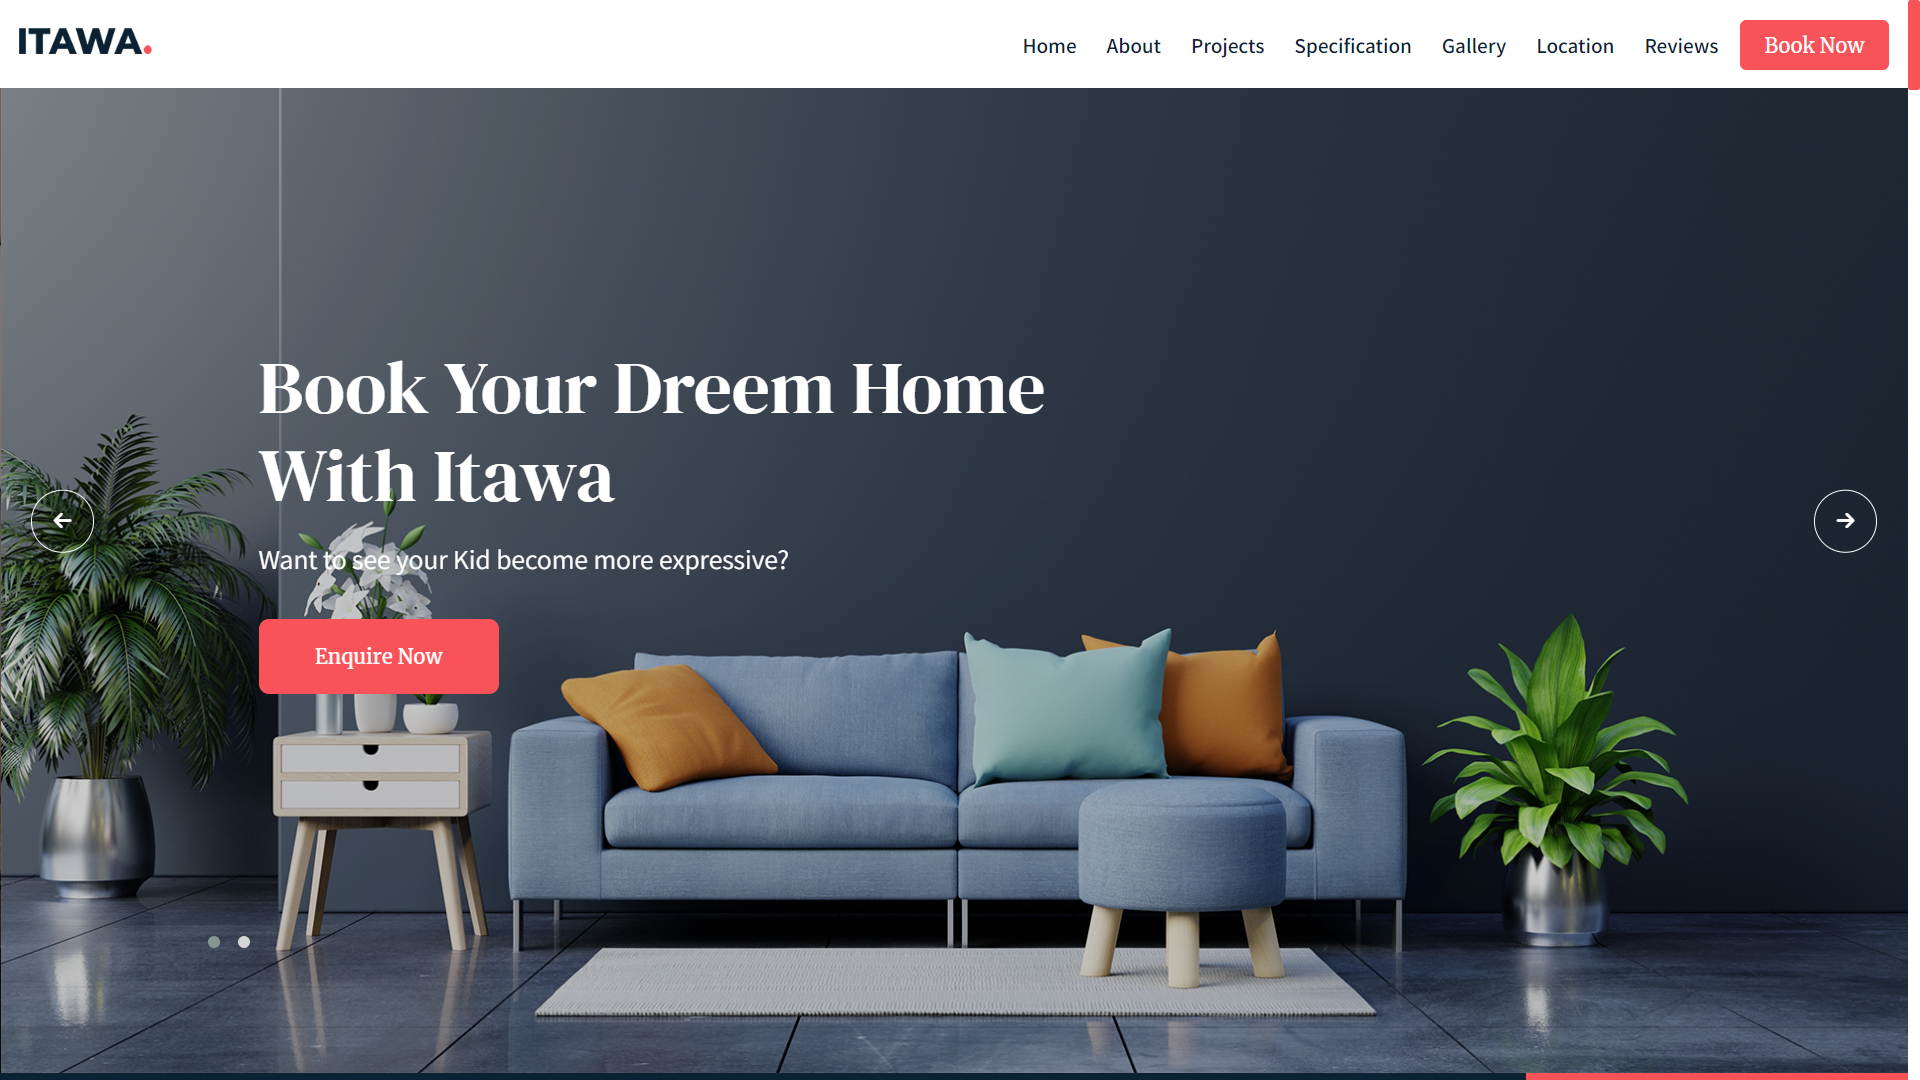 ITAWA.
Home About Projects Specification Gallery Location Reviews Book Now
Book Your Dreem Home
With Itawa
Want to see your Kid become more expressive?
Enquire Now